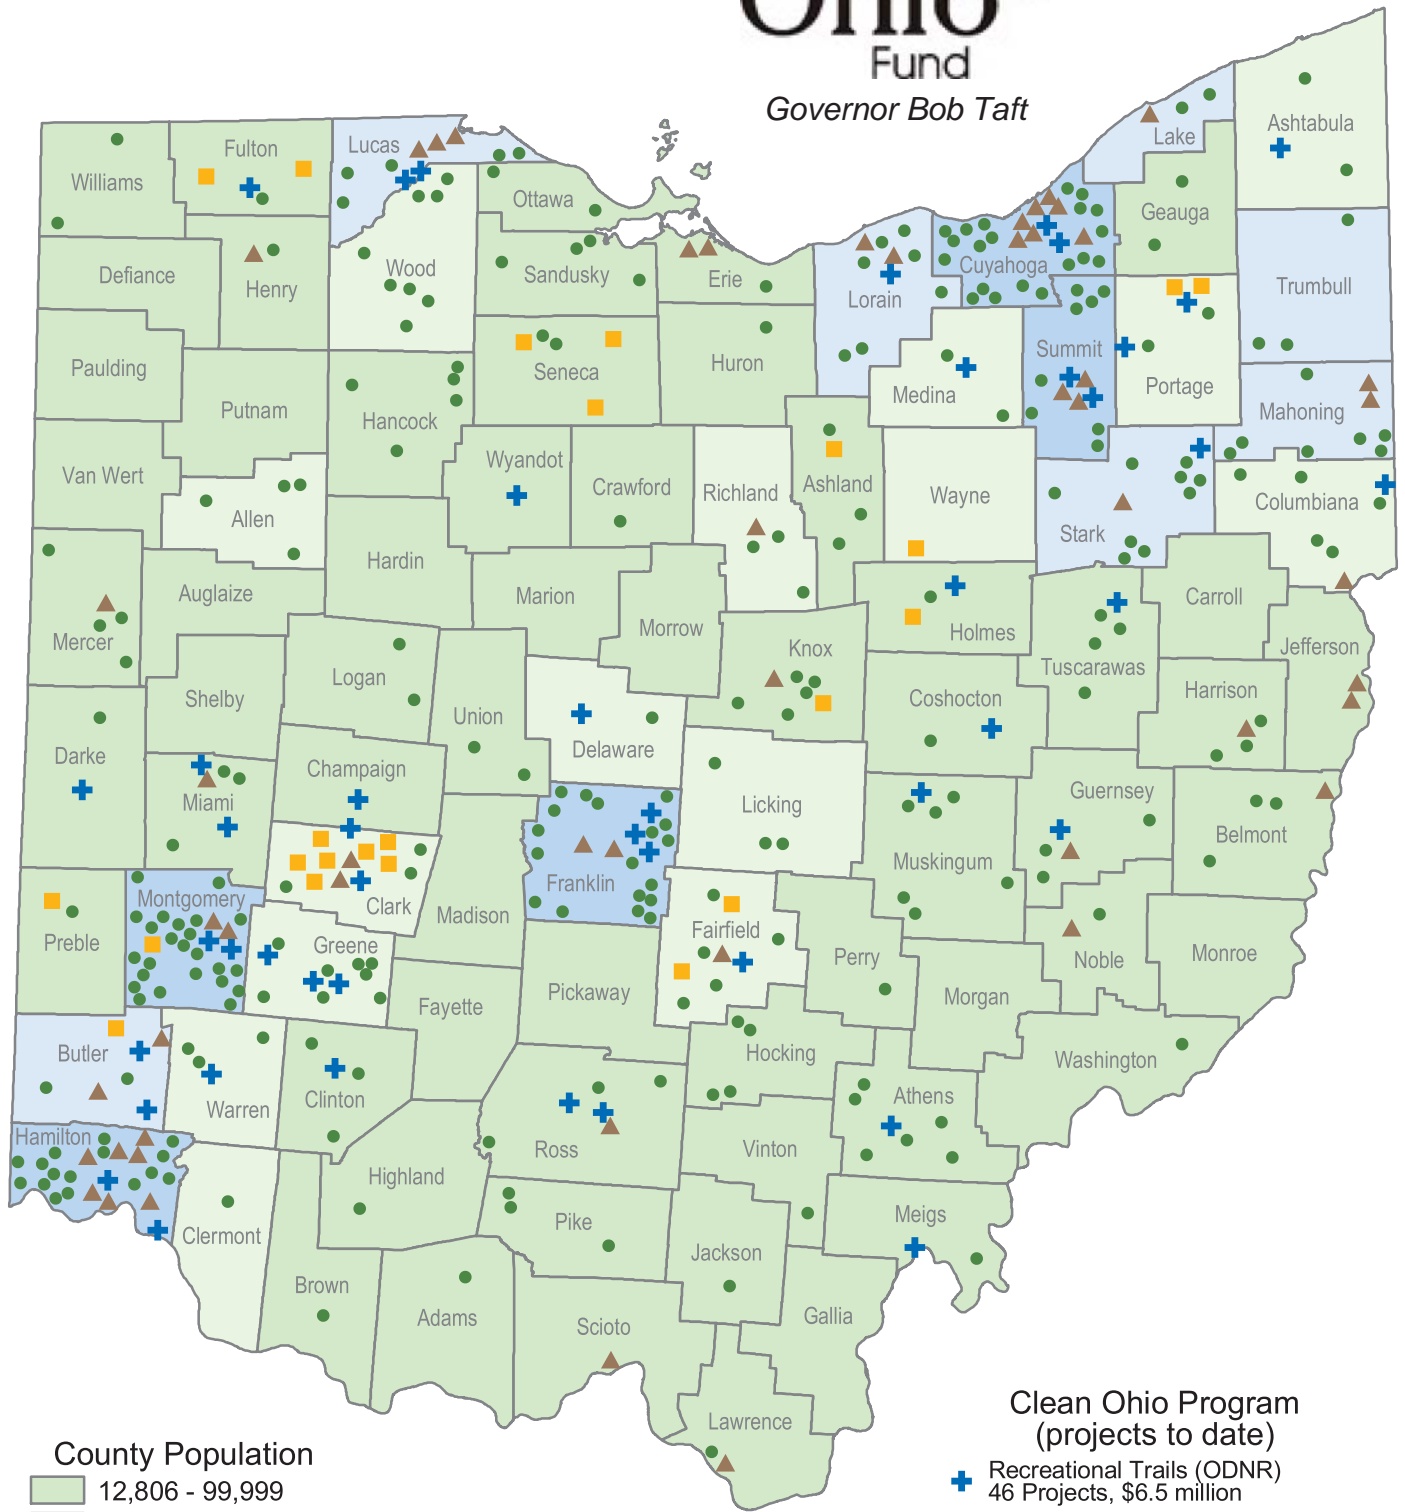 Ohio
Fund
Governor Bob Taft
Williams
Fulton
Lucas
Ottawa
Lake
Ashtabula
Geauga
Defiance
Henry
Wood
Sandusky
Erie
Lorain
Cuyahoga
Trumbull
Paulding
Putnam
Hancock
Seneca
Huron
Medina
Summit
Portage
Mahoning
Van Wert
Allen
Wyandot
Crawford
Richland
Ashland
Wayne
Stark
Columbiana
Mercer
Auglaize
Hardin
Marion
Morrow
Knox
Holmes
Tuscarawas
Carroll
Jefferson
Shelby
Logan
Union
Delaware
Coshocton
Harrison
Darke
Miami
Champaign
Licking
Muskingum
Guernsey
Belmont
Preble
Montgomery
Clark
Madison
Franklin
Fairfield
Perry
Morgan
Noble
Monroe
Greene
Fayette
Pickaway
Hocking
Washington
Butler
Warren
Clinton
Ross
Vinton
Athens
Hamilton
Clermont
Highland
Pike
Jackson
Meigs
Brown
Adams
Scioto
Gallia
Lawrence
County Population
12,806 - 99,999
Clean Ohio Program
(projects to date)
Recreational Trails (ODNR)
46 Projects, $6.5 million